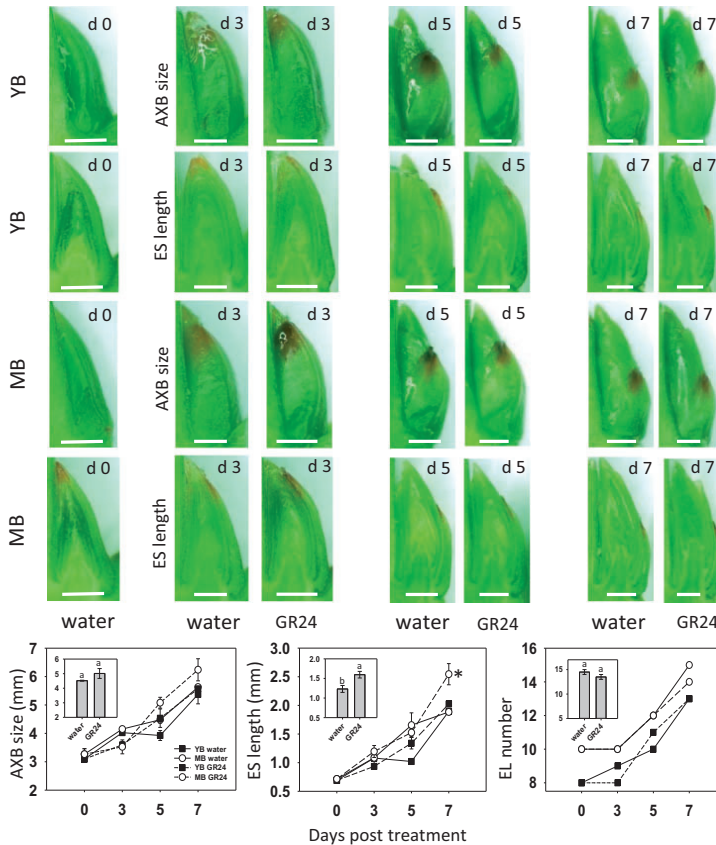 YB
d 0
AXB size
d 3
d 3
d 5
d 5
d 7
d 7
YB
d 0
ES length
d 3
d 3
d 5
d 5
d 7
d 7
MB
d 0
AXB size
d 3
d 3
d 5
d 5
d 7
d 7
MB
d 0
ES length
d 3
d 3
d 5
d 5
d 7
d 7
water water GR24 water GR24 water GR24
AXB size (mm)
7
6
5
4
3
2
6
5
4
3
2
a a
water GR24
YB water
MB water
YB GR24
MB GR24
0 3 5 7
ES length (mm)
3.0
2.5
2.0
1.5
1.0
0.5
2.0
1.5
1.0
0.5
b a
water GR24
*
0 3 5 7
EL number
16
14
12
10
8
15
10
5
a a
water GR24
0 3 5 7
Days post treatment